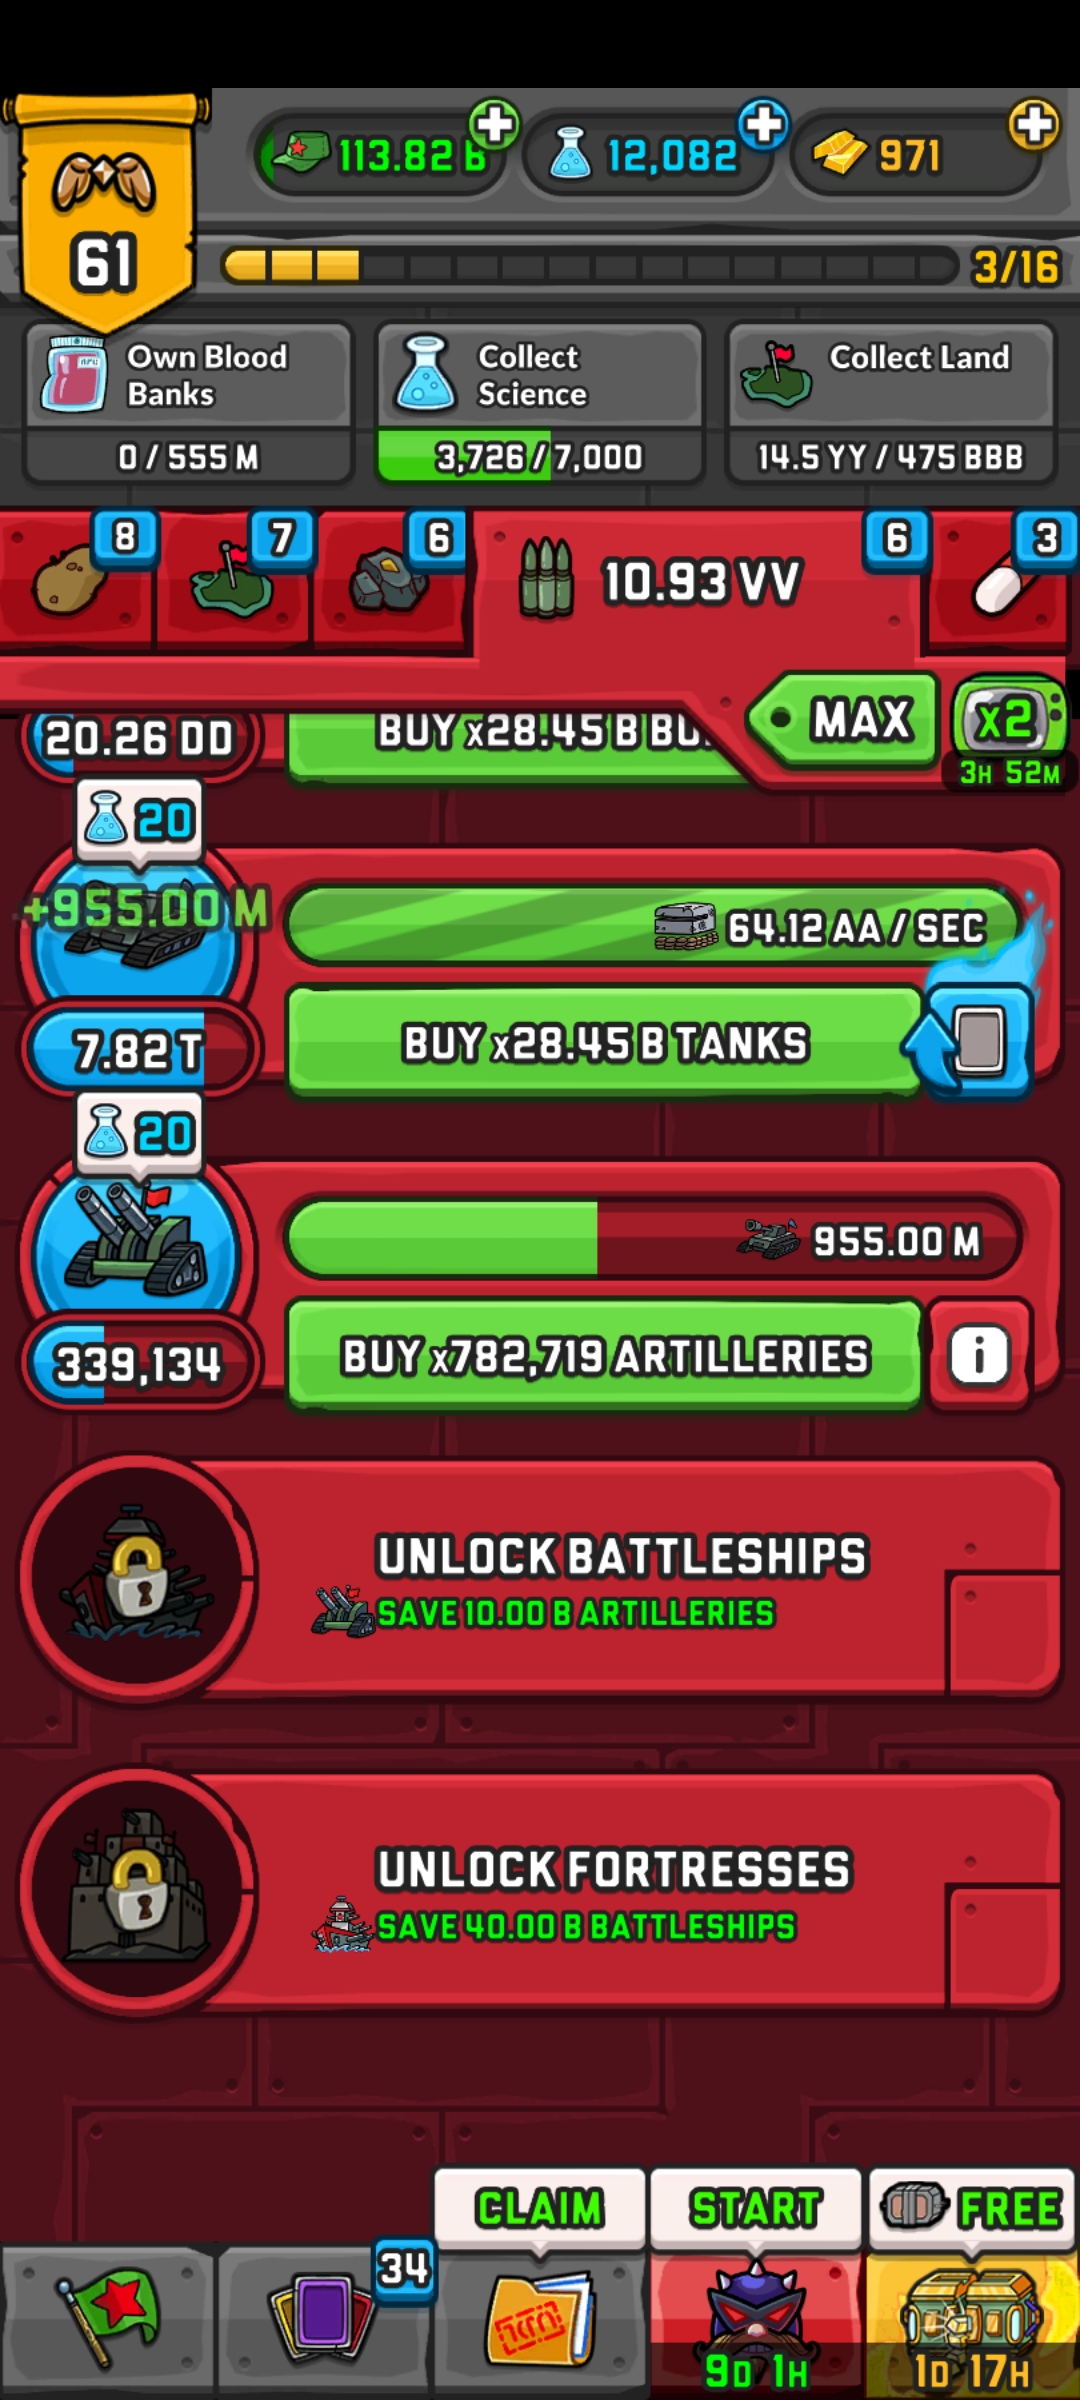 113.82 B
12,082
971
61
3/16
Own Blood
Banks
0 / 555 M
Collect
Science
3,726 / 7,000
Collect Land
14.5 YY / 475 BBB
8
7
6
10.93 VV
6
3
MAX
x2
3H 52M
20.26 DD
BUY x28.45 B BU
20
+955.00 M
64.12 AA / SEC
7.82 T
BUY x28.45 B TANKS
20
955.00 M
339,134
BUY x782,719 ARTILLERIES
i
UNLOCK BATTLESHIPS
SAVE 10.00 B ARTILLERIES
UNLOCK FORTRESSES
SAVE 40.00 B BATTLESHIPS
CLAIM
START
FREE
34
9D 1H
1D 17H